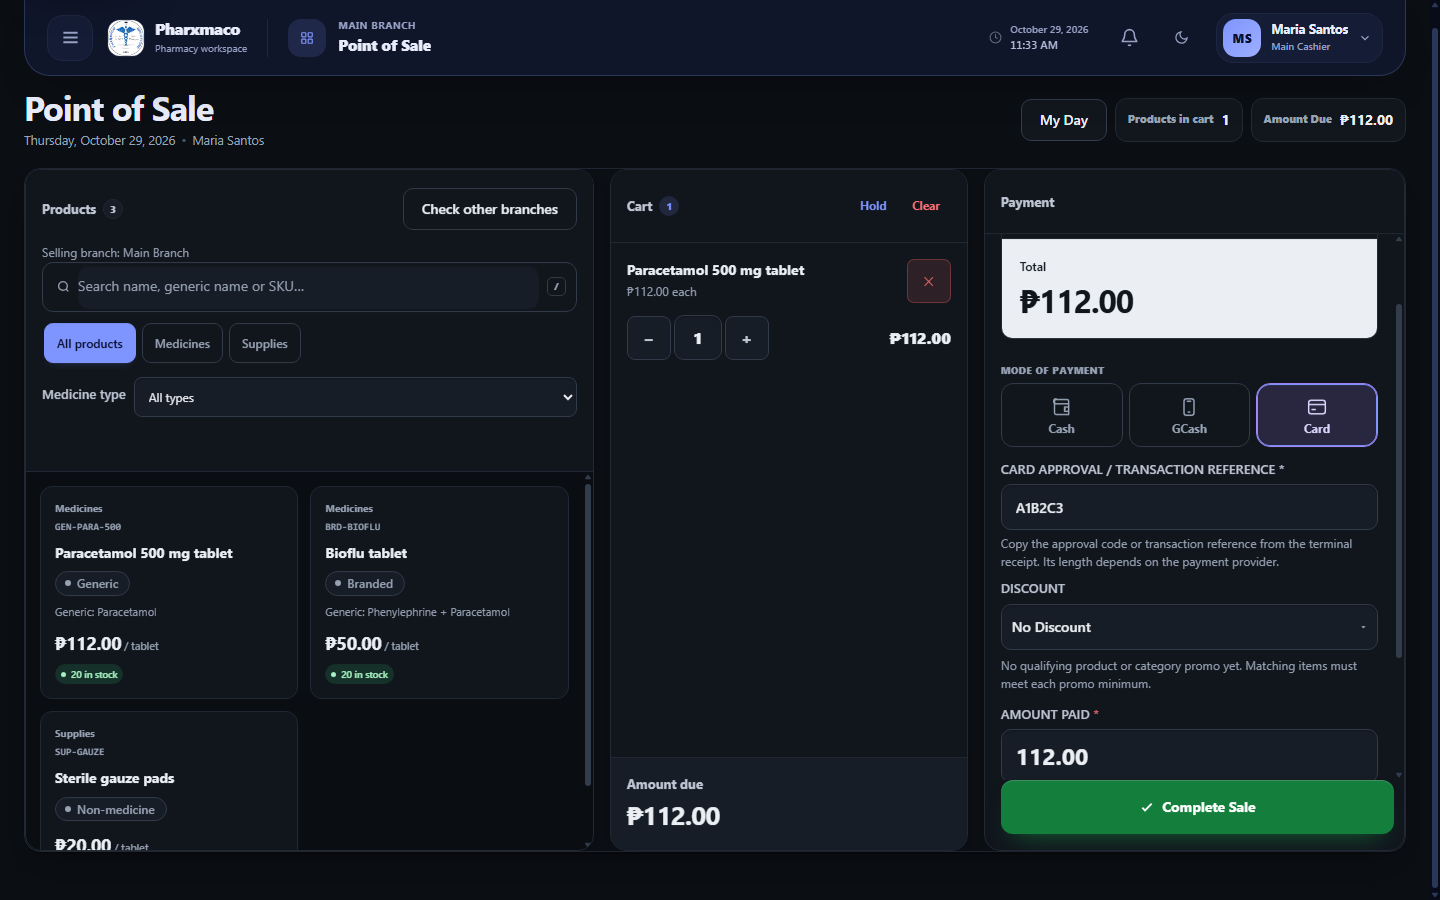 Pharxmaco
Pharmacy workspace
MAIN BRANCH
Point of Sale
October 29, 2026
11:33 AM
MS
Maria Santos
Main Cashier
Point of Sale
Thursday, October 29, 2026 • Maria Santos
My Day
Products in cart 1
Amount Due ₱112.00
Products 3
Check other branches
Selling branch: Main Branch
Search name, generic name or SKU...
/
All products
Medicines
Supplies
Medicine type
All types
Medicines
GEN-PARA-500
Paracetamol 500 mg tablet
Generic
Generic: Paracetamol
₱112.00 / tablet
20 in stock
Medicines
BRD-BIOFLU
Bioflu tablet
Branded
Generic: Phenylephrine + Paracetamol
₱50.00 / tablet
20 in stock
Supplies
SUP-GAUZE
Sterile gauze pads
Non-medicine
₱20.00 / tablet
Cart 1
Hold
Clear
Paracetamol 500 mg tablet
₱112.00 each
− 1 +
₱112.00
Amount due
₱112.00
Payment
Total
₱112.00
MODE OF PAYMENT
Cash
GCash
Card
CARD APPROVAL / TRANSACTION REFERENCE *
A1B2C3
Copy the approval code or transaction reference from the terminal
receipt. Its length depends on the payment provider.
DISCOUNT
No Discount
No qualifying product or category promo yet. Matching items must
meet each promo minimum.
AMOUNT PAID *
112.00
Complete Sale